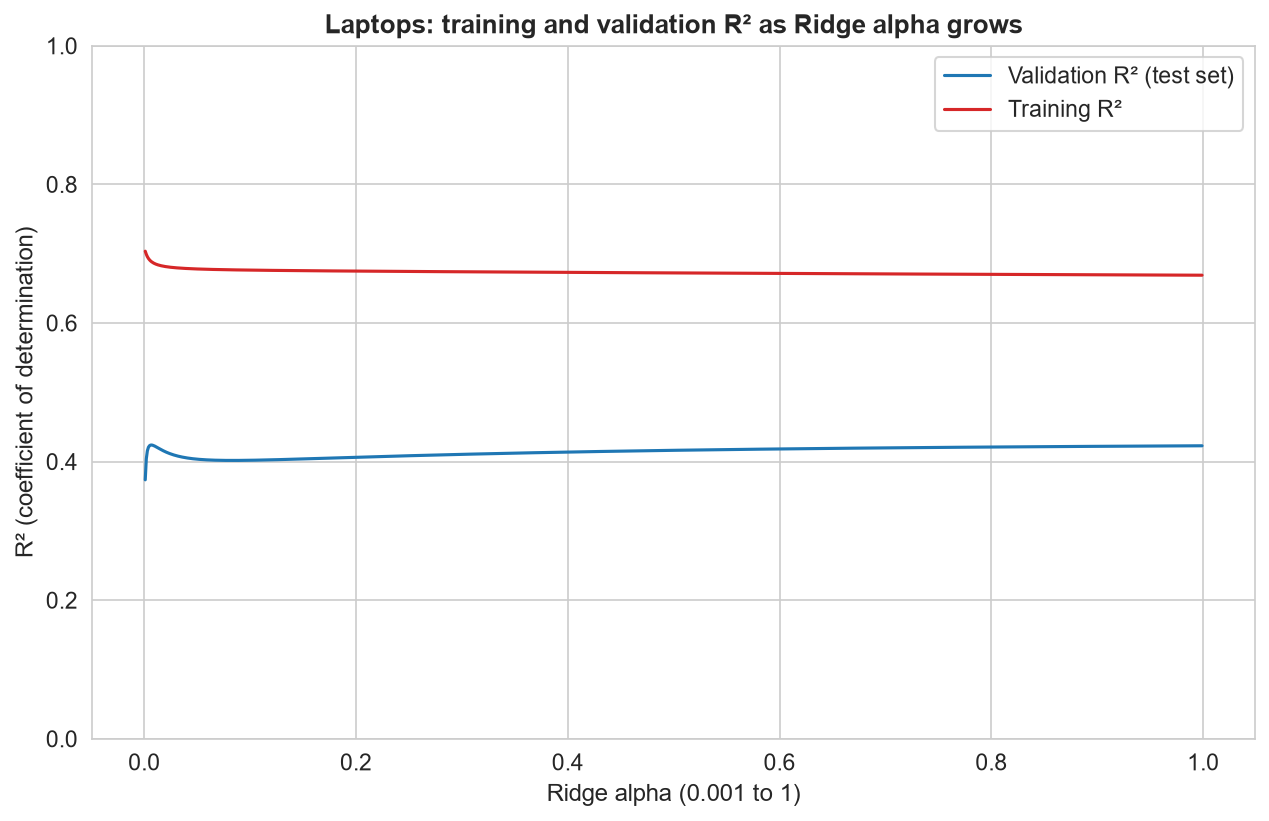 Laptops: training and validation R² as Ridge alpha grows
Validation R² (test set)
Training R²
R² (coefficient of determination)
1.0
0.8
0.6
0.4
0.2
0.0
0.0 0.2 0.4 0.6 0.8 1.0
Ridge alpha (0.001 to 1)